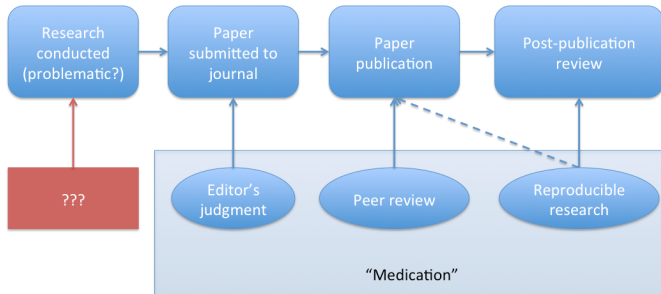 Research
conducted
(problematic?)
Paper
submitted to
journal
Paper
publication
Post-publication
review
???
Editor's
judgment
Peer review
Reproducible
research
“Medication”